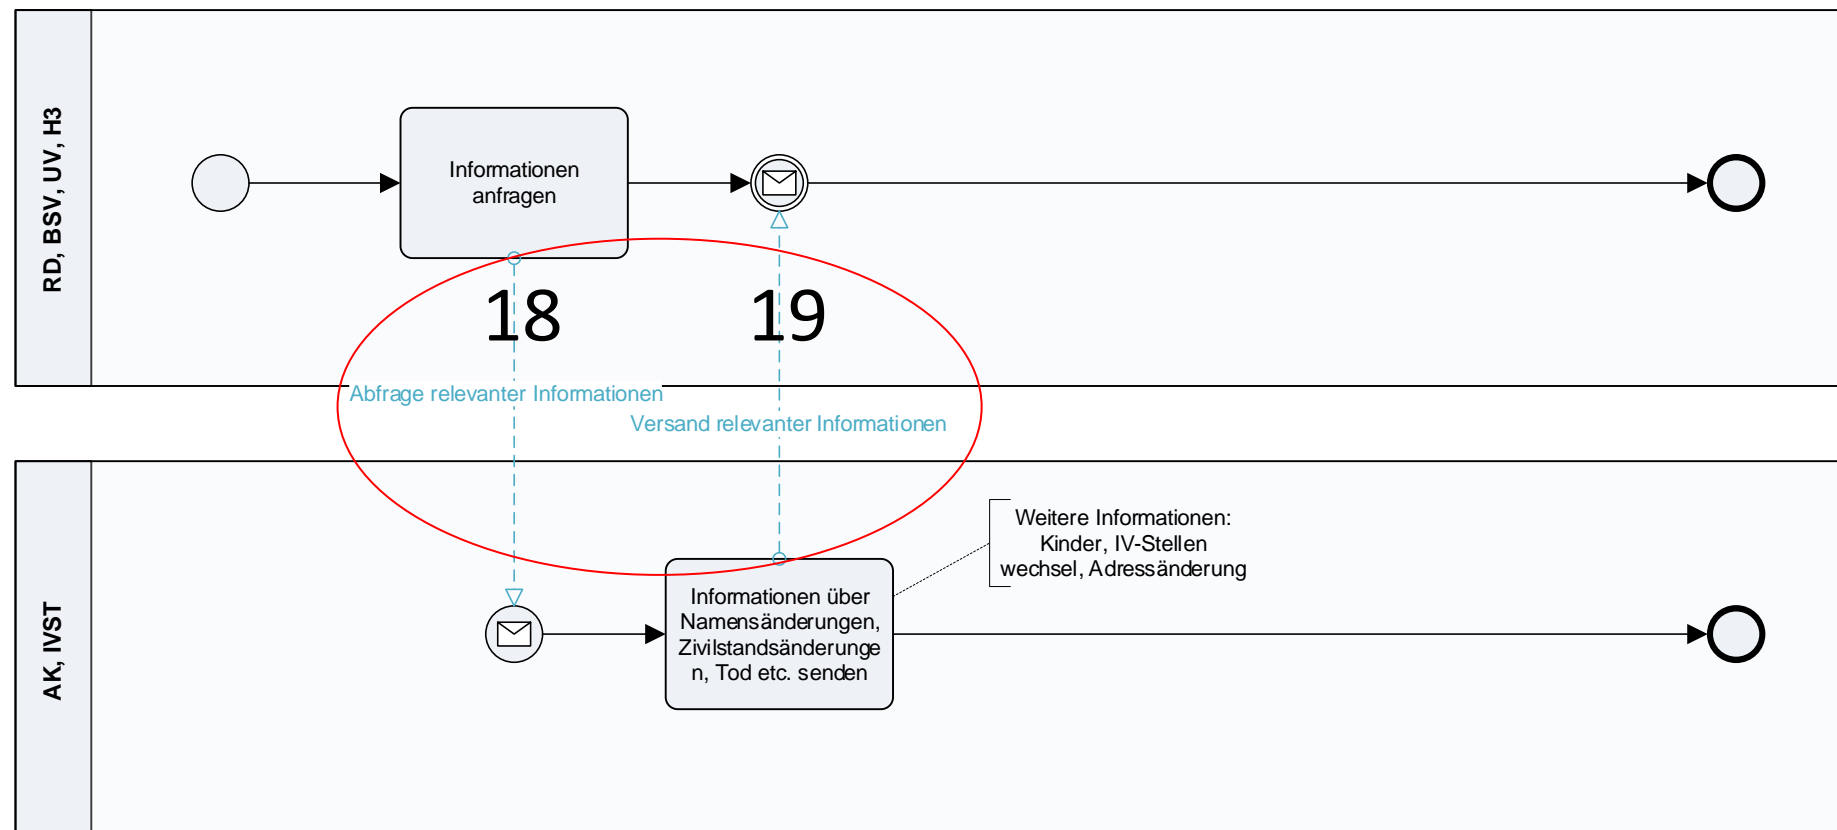 RD, BSV, UV, H3
Informationen
anfragen
18
19
Abfrage relevanter Informationen
Versand relevanter Informationen
AK, IVST
Weitere Informationen:
Kinder, IV-Stellen
wechsel, Adressänderung
Informationen über
Namensänderungen,
Zivilstandsänderunge
n, Tod etc. senden